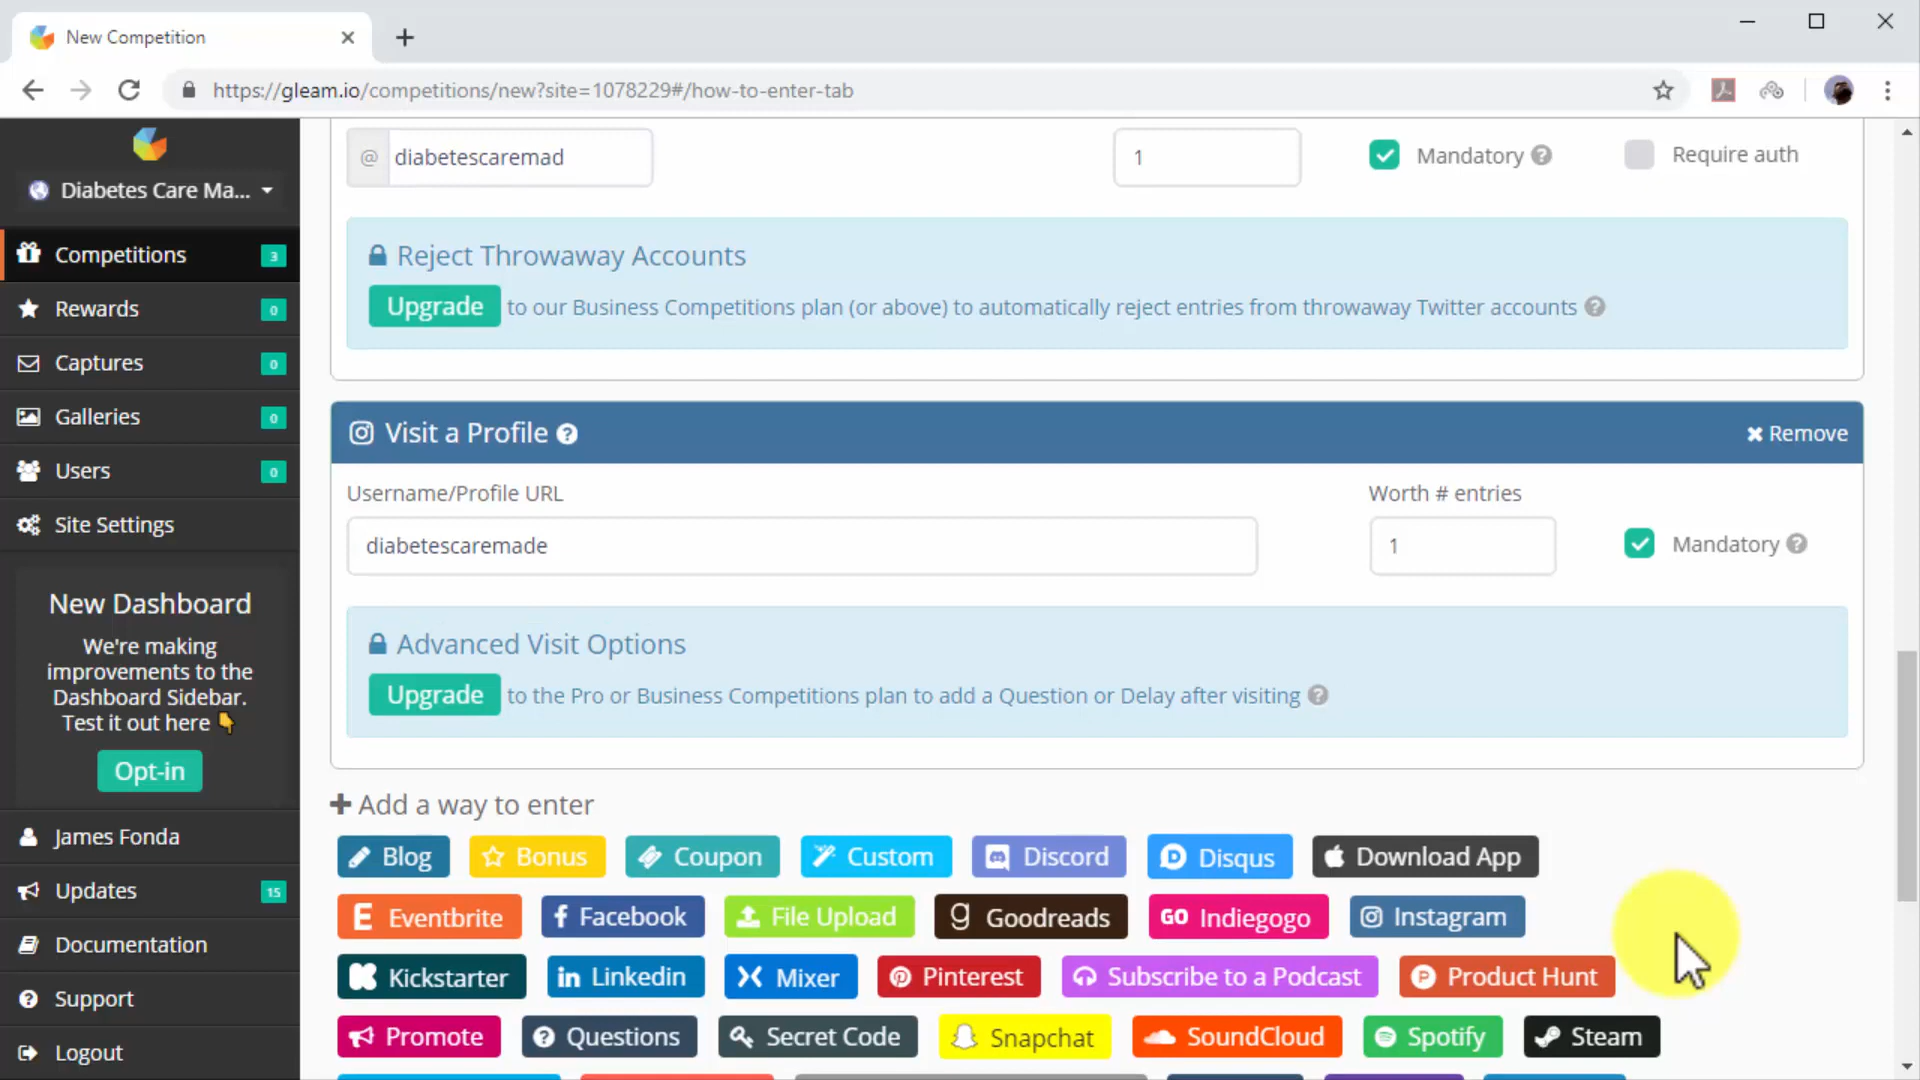 New Competition
https://gleam.io/competitions/new?site=1078229#/how-to-enter-tab
Diabetes Care Ma...
Competitions 3
Rewards 0
Captures 0
Galleries 0
Users 0
Site Settings
New Dashboard
We're making
improvements to the
Dashboard Sidebar.
Test it out here
Opt-in
James Fonda
Updates 15
Documentation
Support
Logout
@ diabetescaremad
1
Mandatory
Require auth
Reject Throwaway Accounts
Upgrade to our Business Competitions plan (or above) to automatically reject entries from throwaway Twitter accounts
Visit a Profile
Remove
Username/Profile URL
Worth # entries
diabetescaremade
1
Mandatory
Advanced Visit Options
Upgrade to the Pro or Business Competitions plan to add a Question or Delay after visiting
Add a way to enter
Blog Bonus Coupon Custom Discord Disqus Download App
Eventbrite Facebook File Upload Goodreads GO Indiegogo Instagram
Kickstarter Linkedin Mixer Pinterest Subscribe to a Podcast Product Hunt
Promote Questions Secret Code Snapchat SoundCloud Spotify Steam